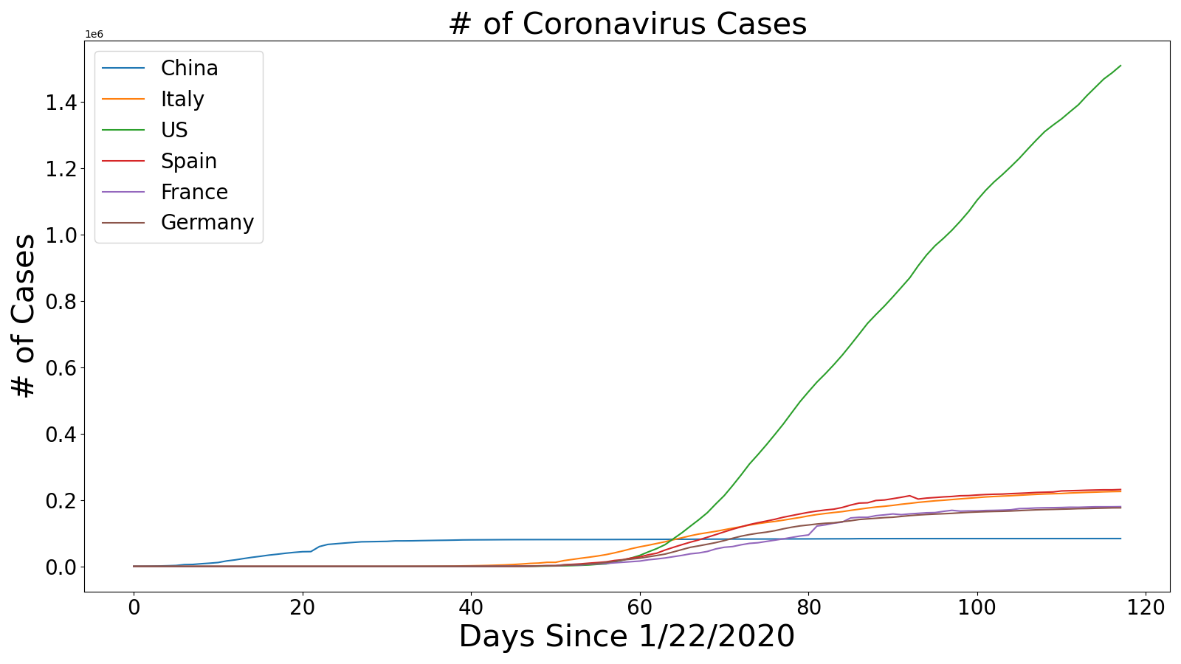 # of Coronavirus Cases
1e6
China
Italy
US
Spain
France
Germany
1.4
1.2
1.0
0.8
0.6
0.4
0.2
0.0
# of Cases
0 20 40 60 80 100 120
Days Since 1/22/2020